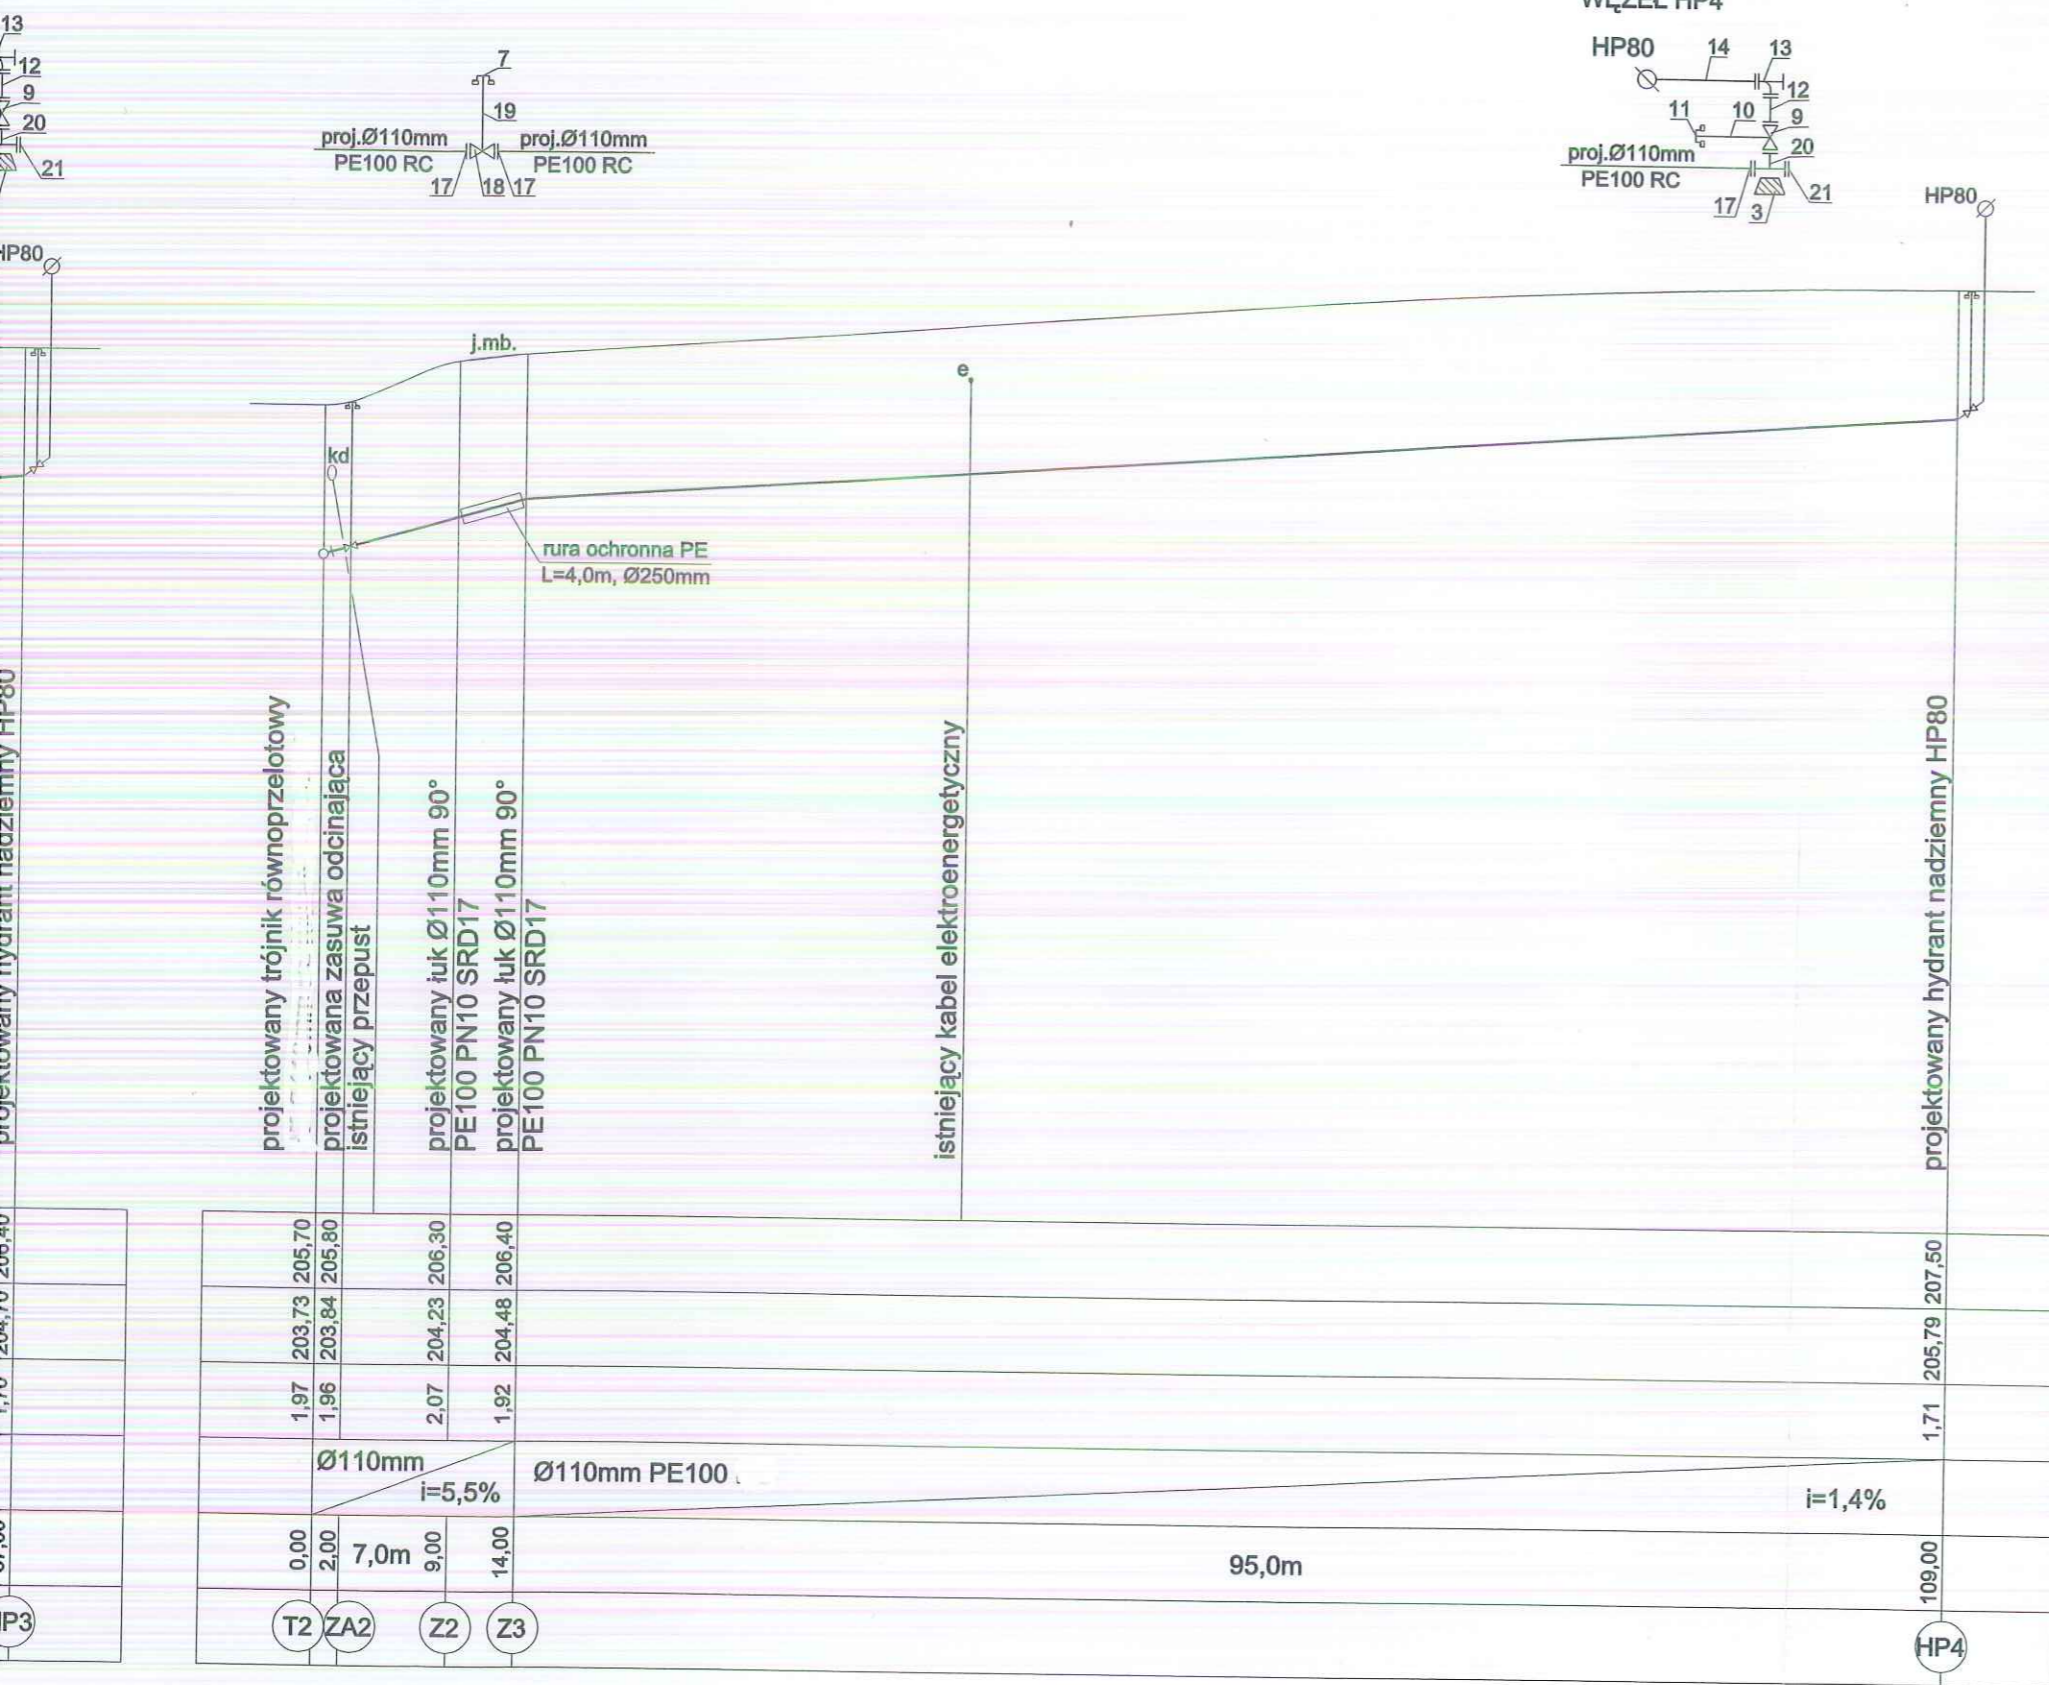 13
12
9
20
21
7
19
proj.Ø110mm
PE100 RC
proj.Ø110mm
PE100 RC
17
18
17
WĘZEŁ HP4
HP80
14
13
12
11
10
9
20
proj.Ø110mm
PE100 RC
17
3
21
HP80
HP80
j.mb.
e
kd
rura ochronna PE
L=4,0m, Ø250mm
projektowany hydrant nadziemny HP80
projektowany trójnik równoprzelotowy
projektowana zasuwa odcinająca
istniejący przepust
projektowany łuk Ø110mm 90°
PE100 PN10 SRD17
projektowany łuk Ø110mm 90°
PE100 PN10 SRD17
istniejący kabel elektroenergetyczny
projektowany hydrant nadziemny HP80
206,40
205,70
205,80
206,30
206,40
207,50
204,70
203,73
203,84
204,23
204,48
205,79
1,70
1,97
1,96
2,07
1,92
1,71
Ø110mm
i=5,5%
Ø110mm PE100
i=1,4%
0,00
2,00
7,0m
9,00
14,00
95,0m
109,00
T2
ZA2
Z2
Z3
HP4